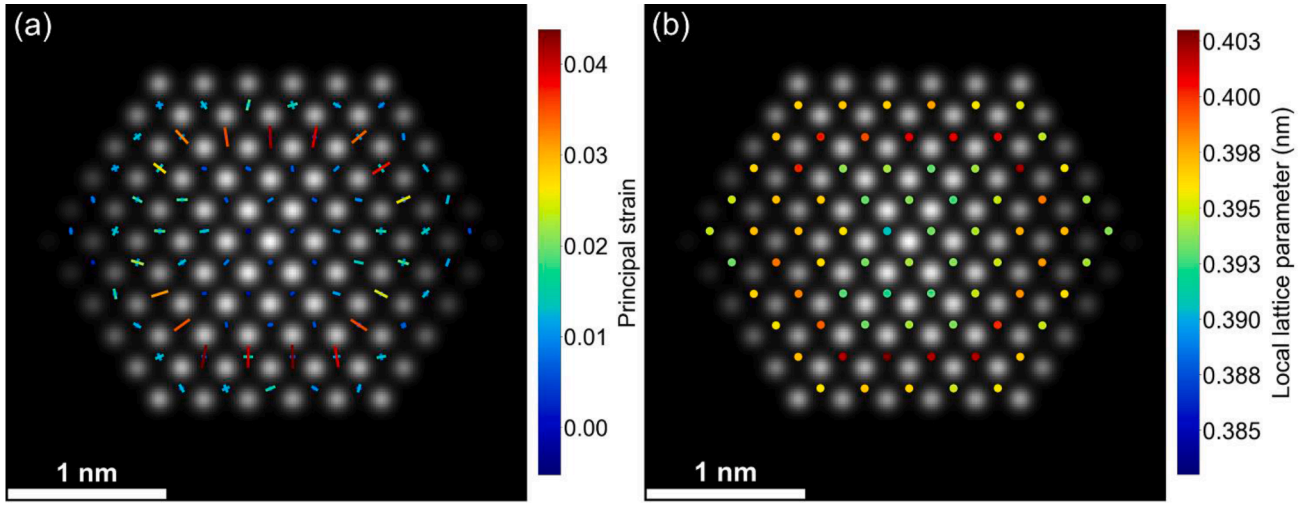 (a)
0.04
0.03
0.02
0.01
0.00
Principal strain
1 nm
(b)
0.403
0.400
0.398
0.395
0.393
0.390
0.388
0.385
Local lattice parameter (nm)
1 nm